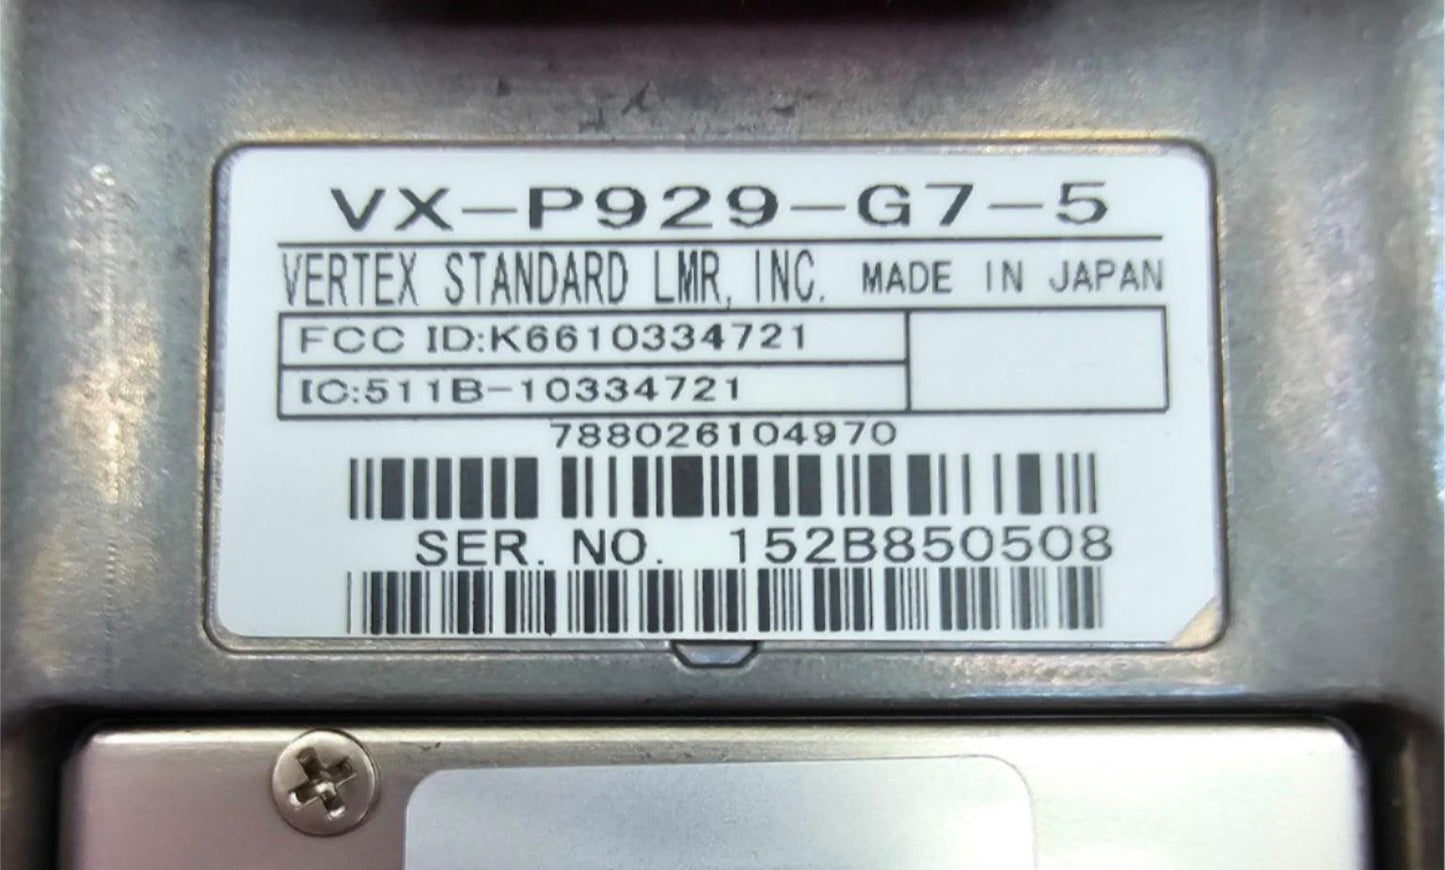 VX-P929-G7-5
VERTEX STANDARD LMR, INC. MADE IN JAPAN
FCC ID:K6610334721
IC:511B-10334721
788026104970
SER. NO. 152B850508